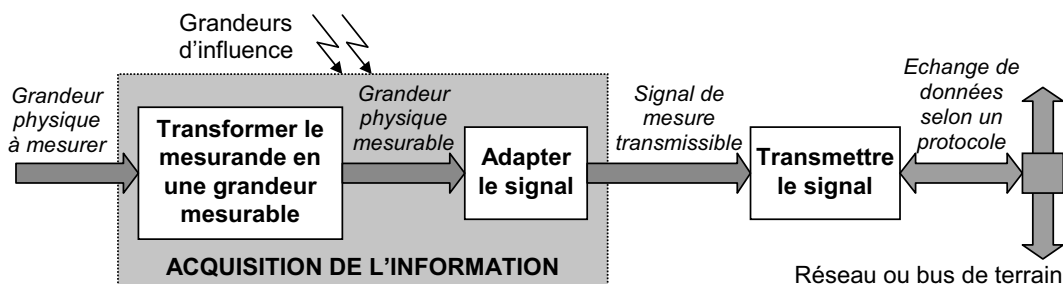 Grandeurs
d’influence
Grandeur
physique
à mesurer
Transformer le
mesurande en
une grandeur
mesurable
Grandeur
physique
mesurable
Adapter
le signal
ACQUISITION DE L’INFORMATION
Signal de
mesure
transmissible
Transmettre
le signal
Echange de
données
selon un
protocole
Réseau ou bus de terrain